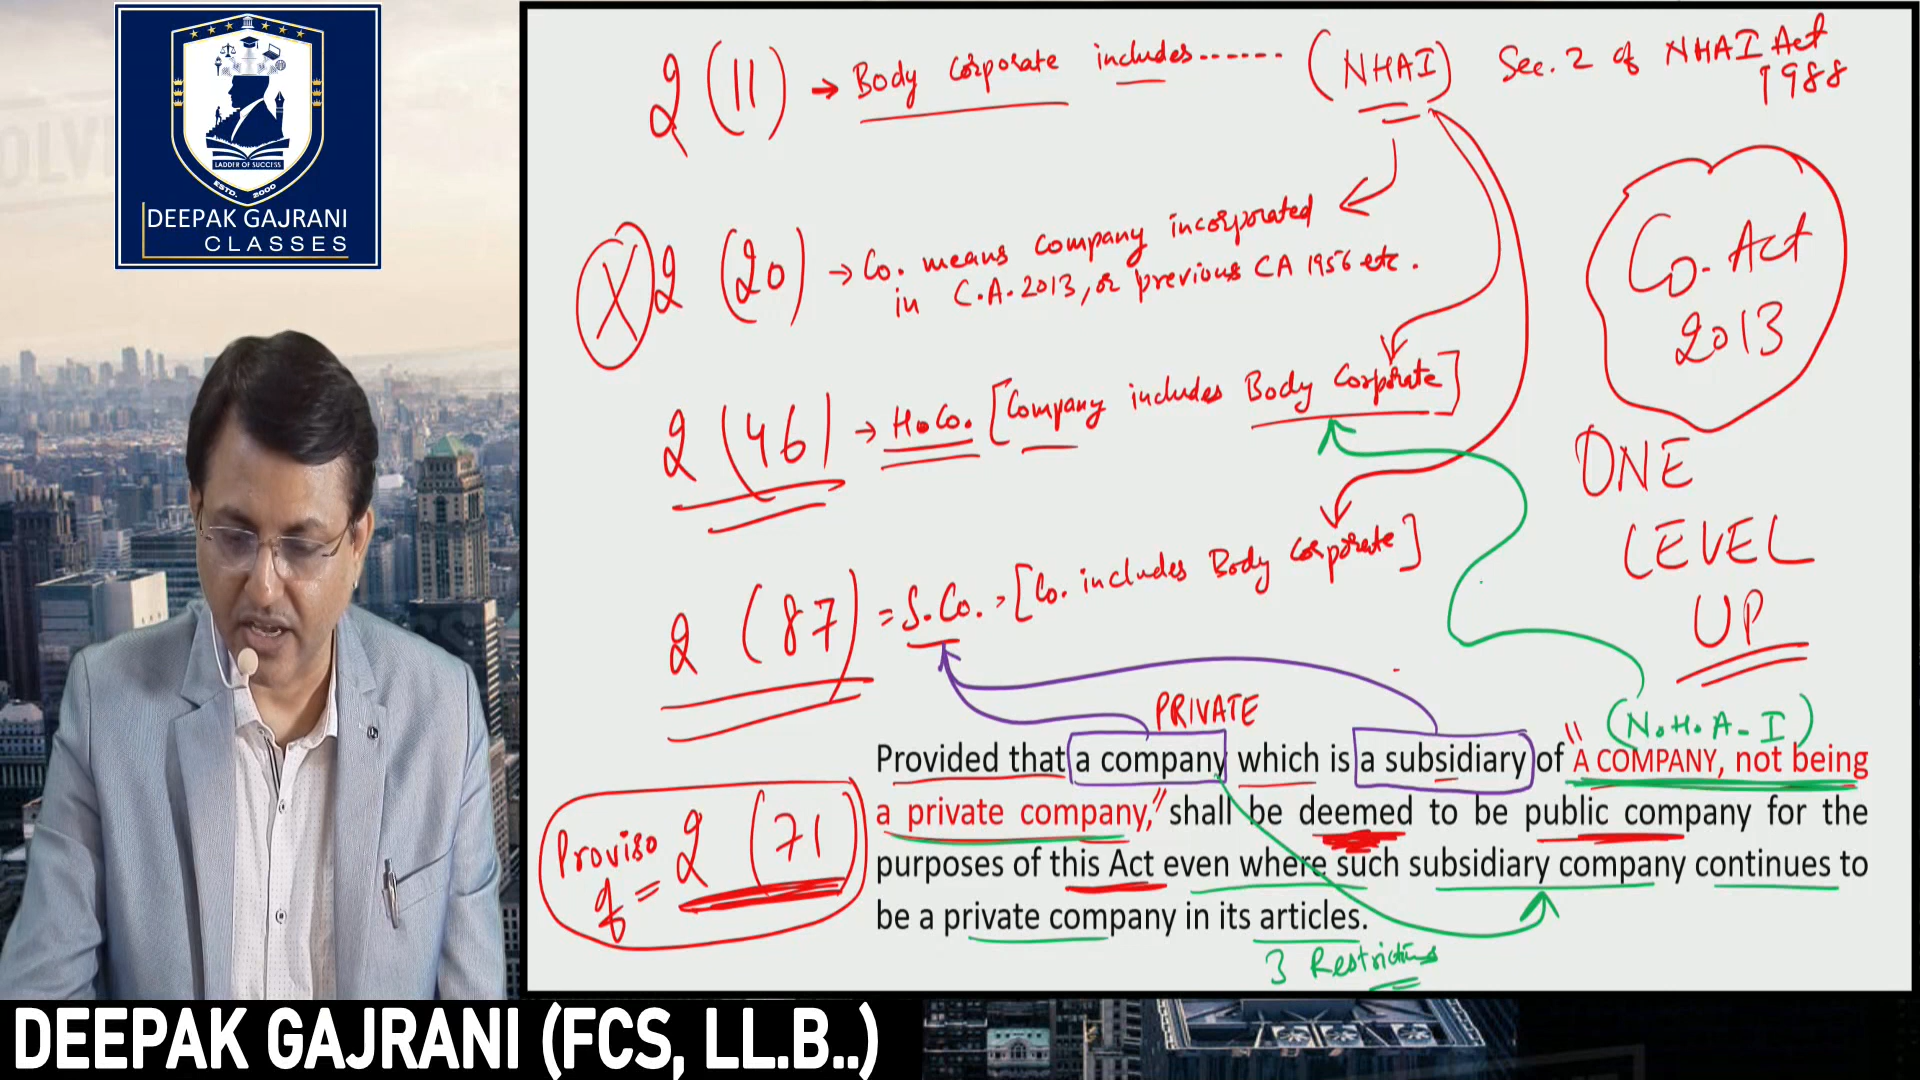 LADDER OF SUCCESS
ESTD. 2000
DEEPAK GAJRANI
CLASSES
2 (11) → Body Corporate includes ...... (NHAI) Sec. 2 of NHAI Act
1988
X 2 (20) → Co. means Company incorporated
in C.A. 2013, or previous CA 1956 etc.
Co. Act
2013
2 (46) → H.Co. [Company includes Body Corporate]
ONE
LEVEL
UP
2 (87) = S.Co. → [Co. includes Body Corporate]
PRIVATE
(N.H.A.I)
Provided that a company which is a subsidiary of "A COMPANY, not being
a private company," shall be deemed to be public company for the
purposes of this Act even where such subsidiary company continues to
be a private company in its articles.
Proviso
of = 2 (71)
3 Restrictions
DEEPAK GAJRANI (FCS, LL.B..)